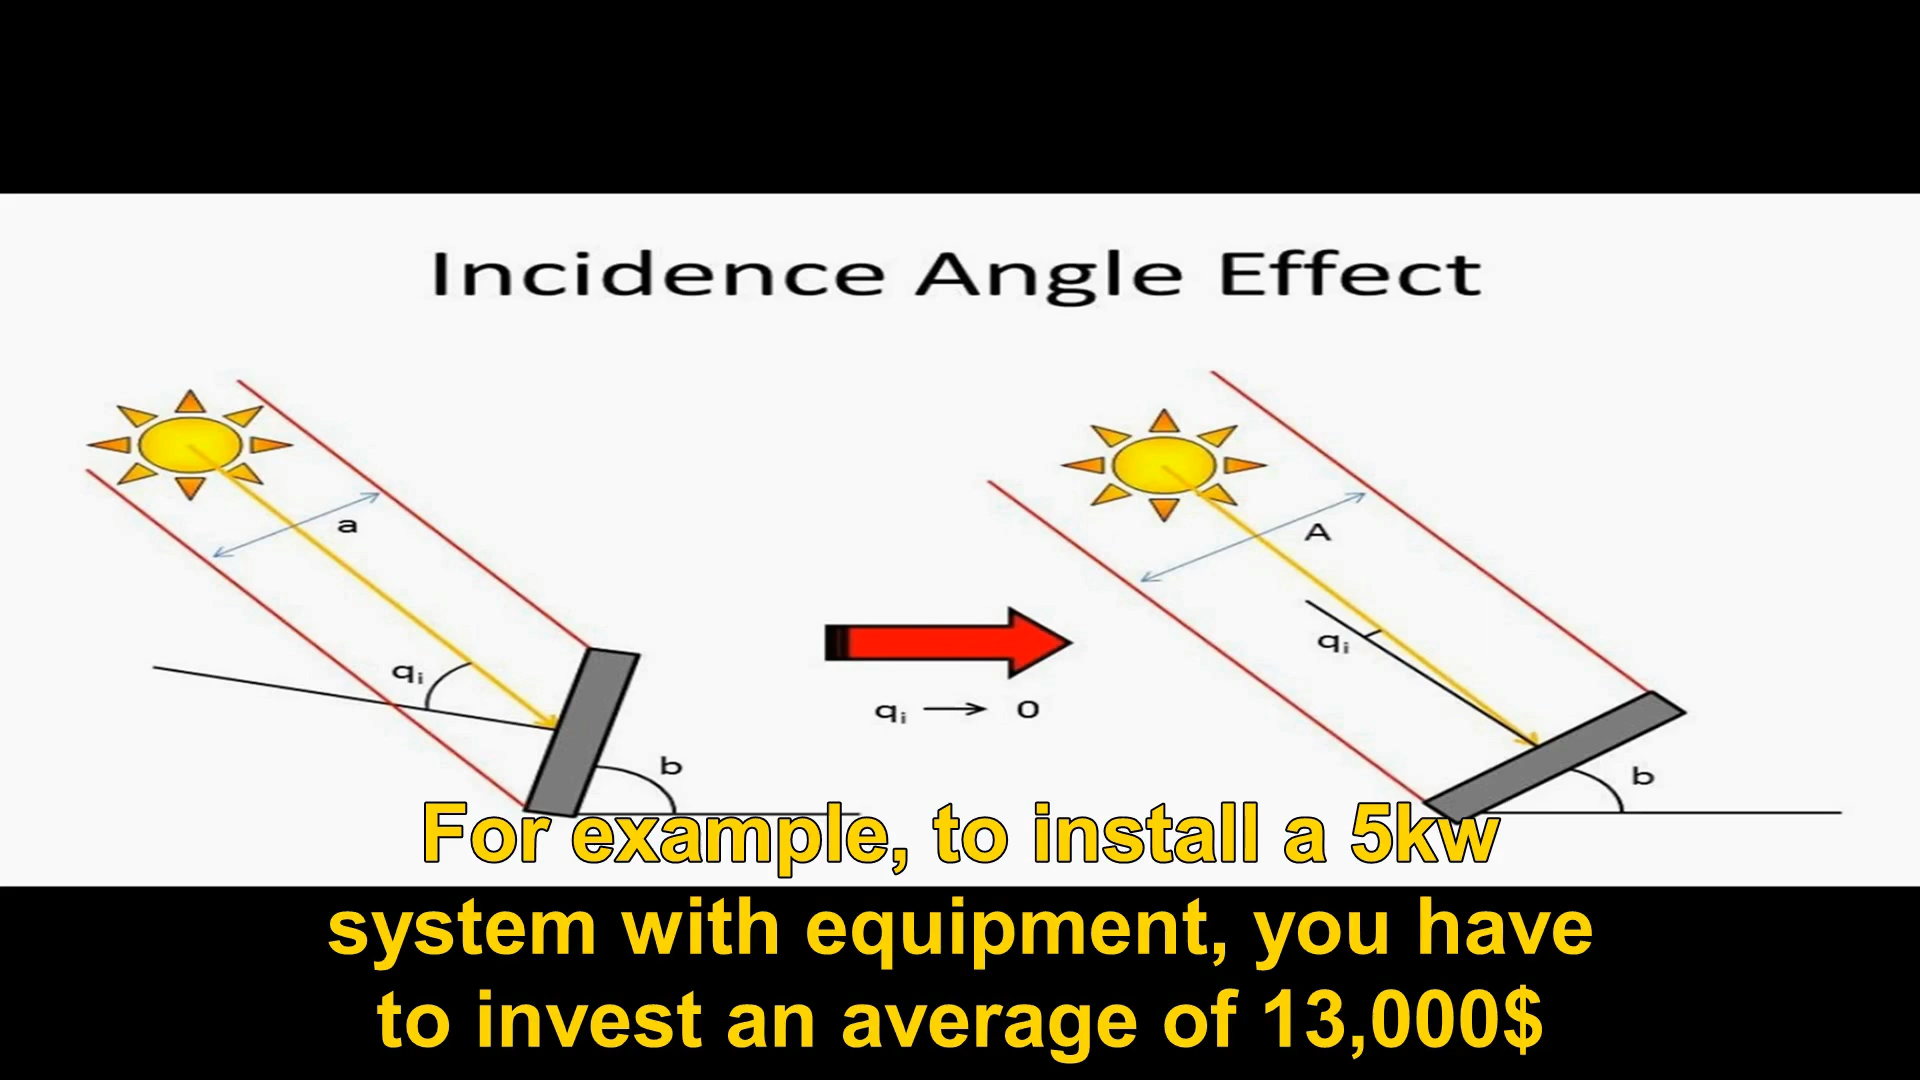 Incidence Angle Effect
a
A
qi
qi
qi → 0
b
b
For example, to install a 5kw
system with equipment, you have
to invest an average of 13,000$